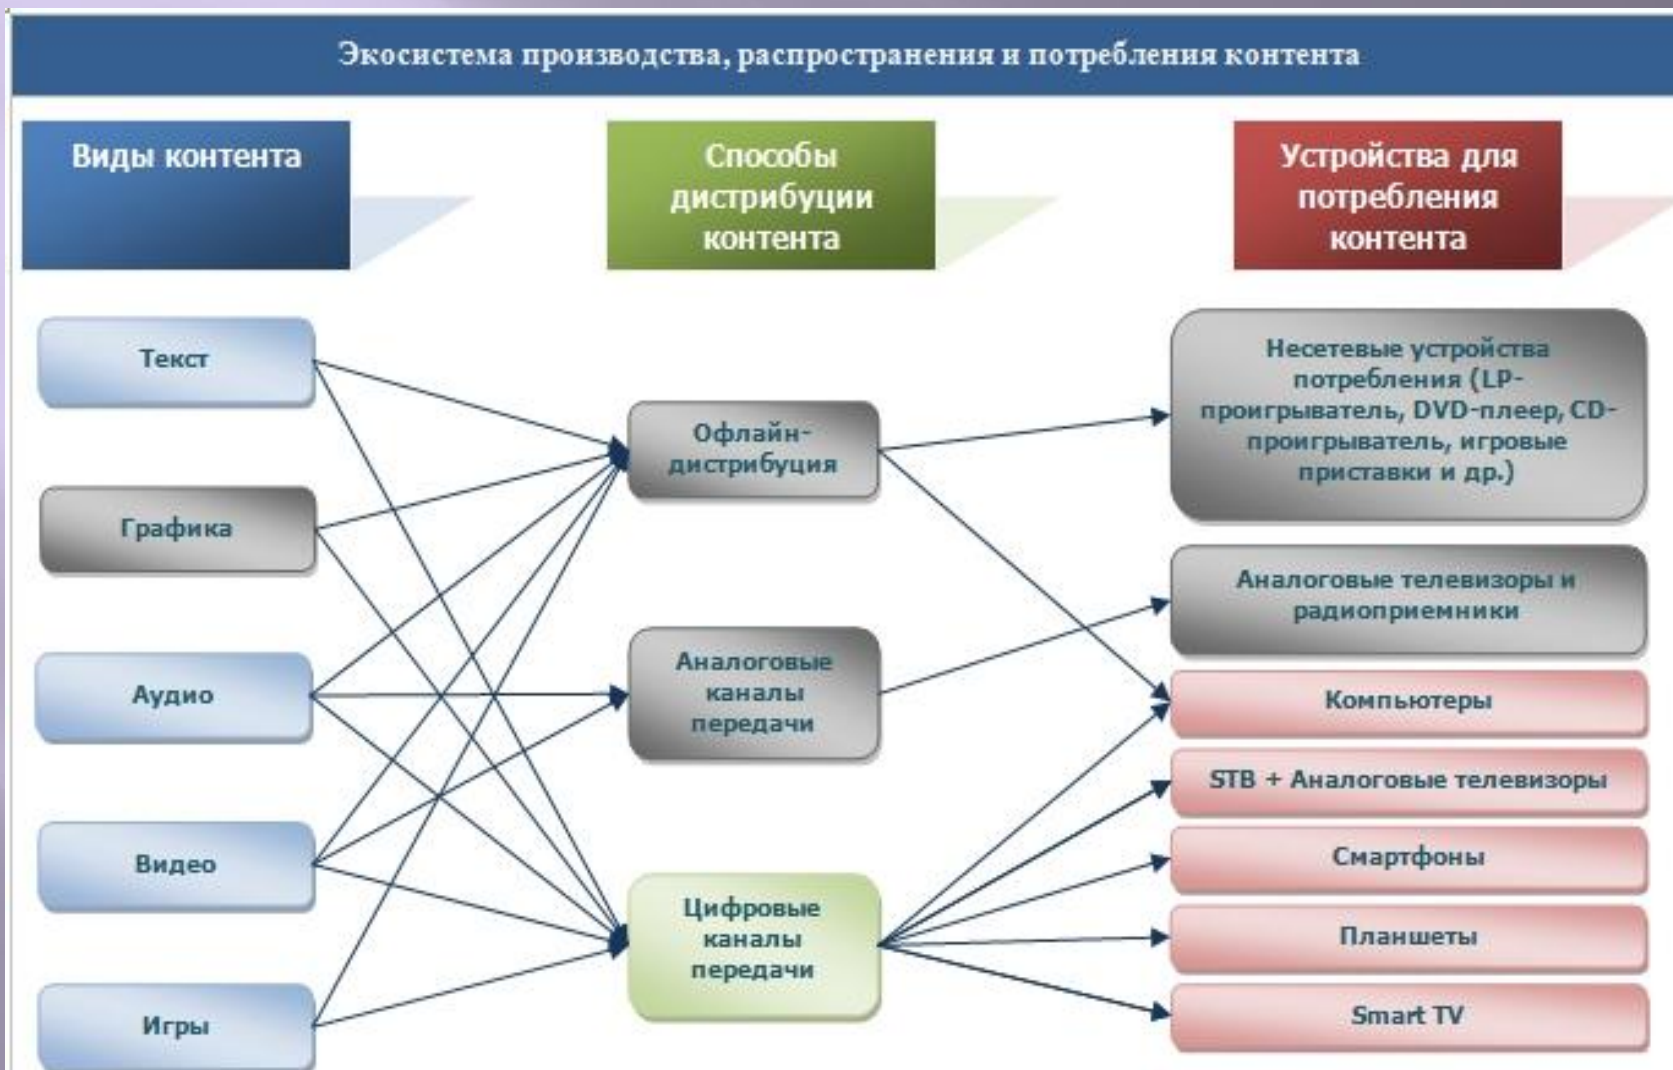 Экосистема производства, распространения и потребления контента
Виды контента
Способы
дистрибуции
контента
Устройства для
потребления
контента
Текст
Графика
Аудио
Видео
Игры
Офлайн-
дистрибуция
Аналоговые
каналы
передачи
Цифровые
каналы
передачи
Несетевые устройства
потребления (LP-
проигрыватель, DVD-плеер, CD-
проигрыватель, игровые
приставки и др.)
Аналоговые телевизоры и
радиоприемники
Компьютеры
STB + Аналоговые телевизоры
Смартфоны
Планшеты
Smart TV